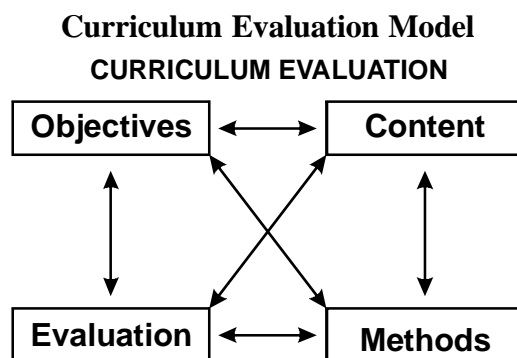 Curriculum Evaluation Model
CURRICULUM EVALUATION
Objectives
Content
Evaluation
Methods